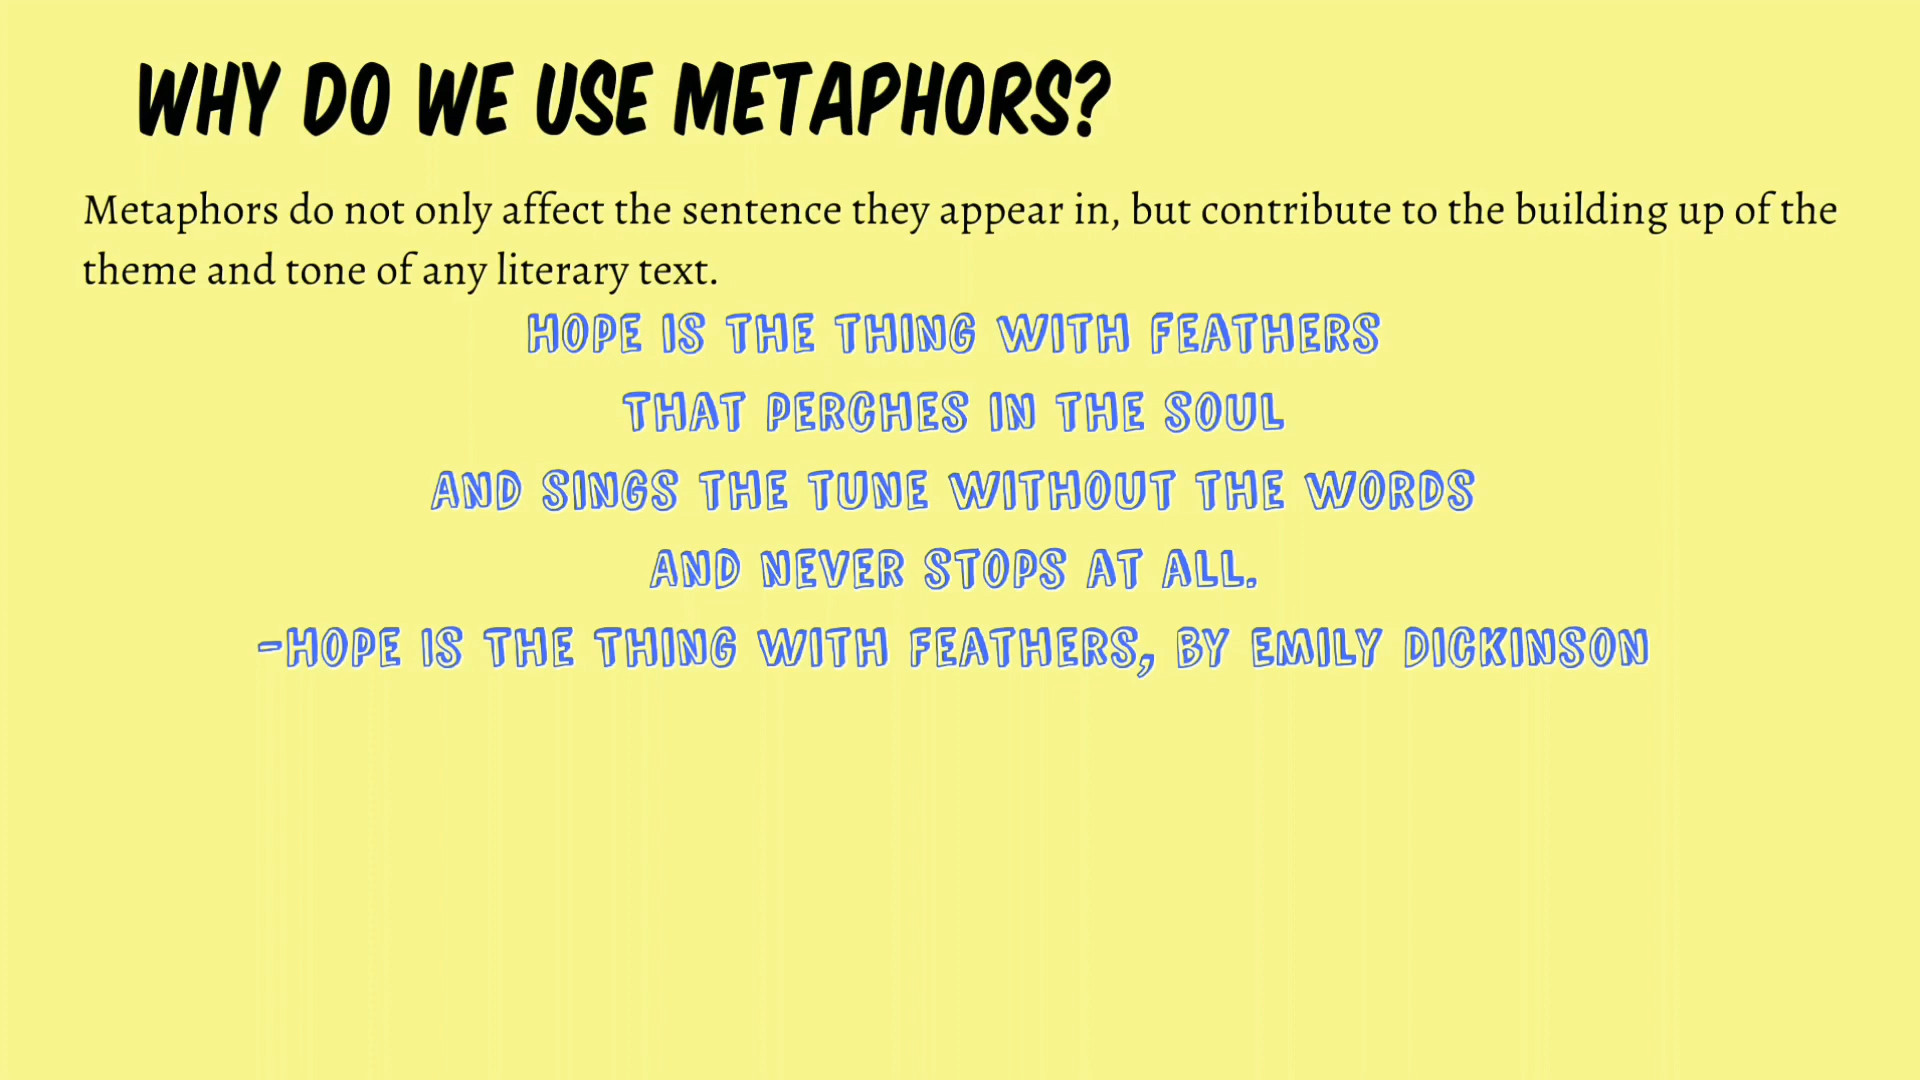 WHY DO WE USE METAPHORS?
Metaphors do not only affect the sentence they appear in, but contribute to the building up of the
theme and tone of any literary text.
HOPE IS THE THING WITH FEATHERS
THAT PERCHES IN THE SOUL
AND SINGS THE TUNE WITHOUT THE WORDS
AND NEVER STOPS AT ALL.
-HOPE IS THE THING WITH FEATHERS, BY EMILY DICKINSON